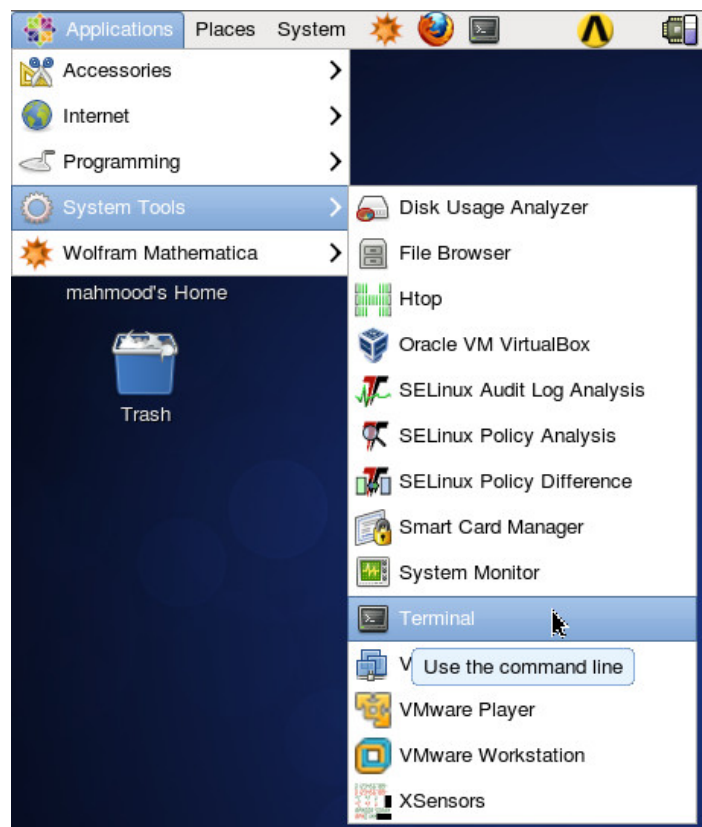 Applications Places System
Accessories
Internet
Programming
System Tools
Wolfram Mathematica
mahmood's Home
Trash
Disk Usage Analyzer
File Browser
Htop
Oracle VM VirtualBox
SELinux Audit Log Analysis
SELinux Policy Analysis
SELinux Policy Difference
Smart Card Manager
System Monitor
Terminal
V
Use the command line
VMware Player
VMware Workstation
XSensors